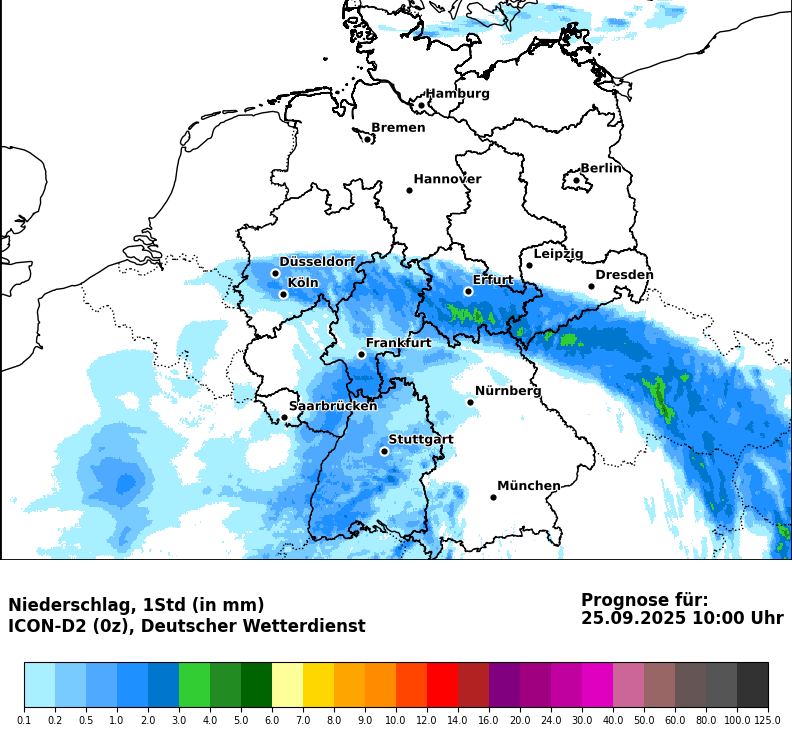 Hamburg
Bremen
Berlin
Hannover
Leipzig
Düsseldorf
Dresden
Erfurt
Köln
Frankfurt
Nürnberg
Saarbrücken
Stuttgart
München
Niederschlag, 1Std (in mm)
ICON-D2 (0z), Deutscher Wetterdienst
Prognose für:
25.09.2025 10:00 Uhr
0.1 0.2 0.5 1.0 2.0 3.0 4.0 5.0 6.0 7.0 8.0 9.0 10.0 12.0 14.0 16.0 20.0 24.0 30.0 40.0 50.0 60.0 80.0 100.0 125.0